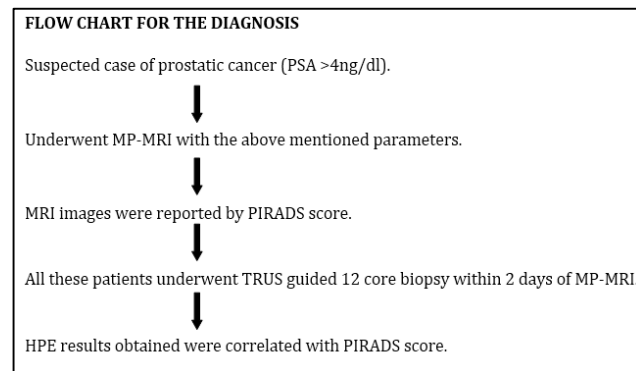 FLOW CHART FOR THE DIAGNOSIS
Suspected case of prostatic cancer (PSA >4ng/dl).
Underwent MP-MRI with the above mentioned parameters.
MRI images were reported by PIRADS score.
All these patients underwent TRUS guided 12 core biopsy within 2 days of MP-MRI.
HPE results obtained were correlated with PIRADS score.